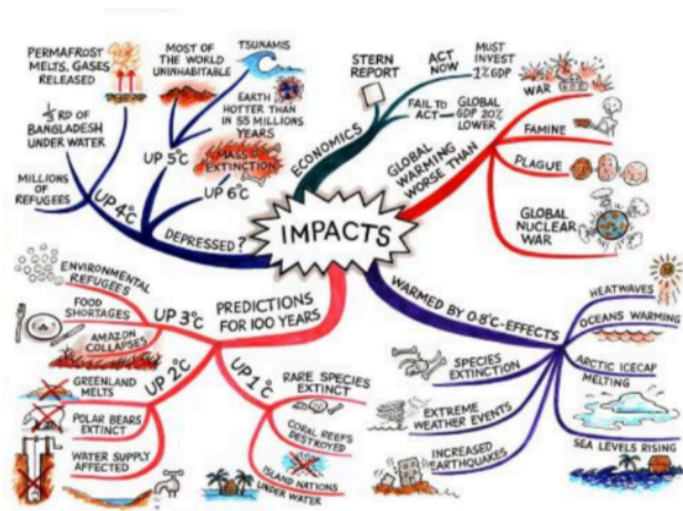 IMPACTS
ECONOMICS
STERN
REPORT
ACT
NOW
MUST
INVEST
1% GDP
FAIL TO
ACT
GLOBAL
GDP 20%
LOWER
GLOBAL
WARMING
WORSE THAN
WAR
FAMINE
PLAGUE
GLOBAL
NUCLEAR
WAR
WARMED BY 0.8°C-EFFECTS
HEATWAVES
OCEANS WARMING
ARCTIC ICECAP
MELTING
SEA LEVELS RISING
SPECIES
EXTINCTION
EXTREME
WEATHER EVENTS
INCREASED
EARTHQUAKES
PREDICTIONS
FOR 100 YEARS
UP 1°C
RARE SPECIES
EXTINCT
CORAL REEFS
DESTROYED
ISLAND NATIONS
UNDER WATER
UP 2°C
GREENLAND
MELTS
POLAR BEARS
EXTINCT
WATER SUPPLY
AFFECTED
UP 3°C
ENVIRONMENTAL
REFUGEES
FOOD
SHORTAGES
AMAZON
COLLAPSES
DEPRESSED?
UP 4°C
PERMAFROST
MELTS, GASES
RELEASED
⅓ RD OF
BANGLADESH
UNDER WATER
MILLIONS
OF
REFUGEES
UP 5°C
MOST OF
THE WORLD
UNINHABITABLE
TSUNAMIS
EARTH
HOTTER THAN
IN 55 MILLIONS
YEARS
UP 6°C
MASS
EXTINCTION